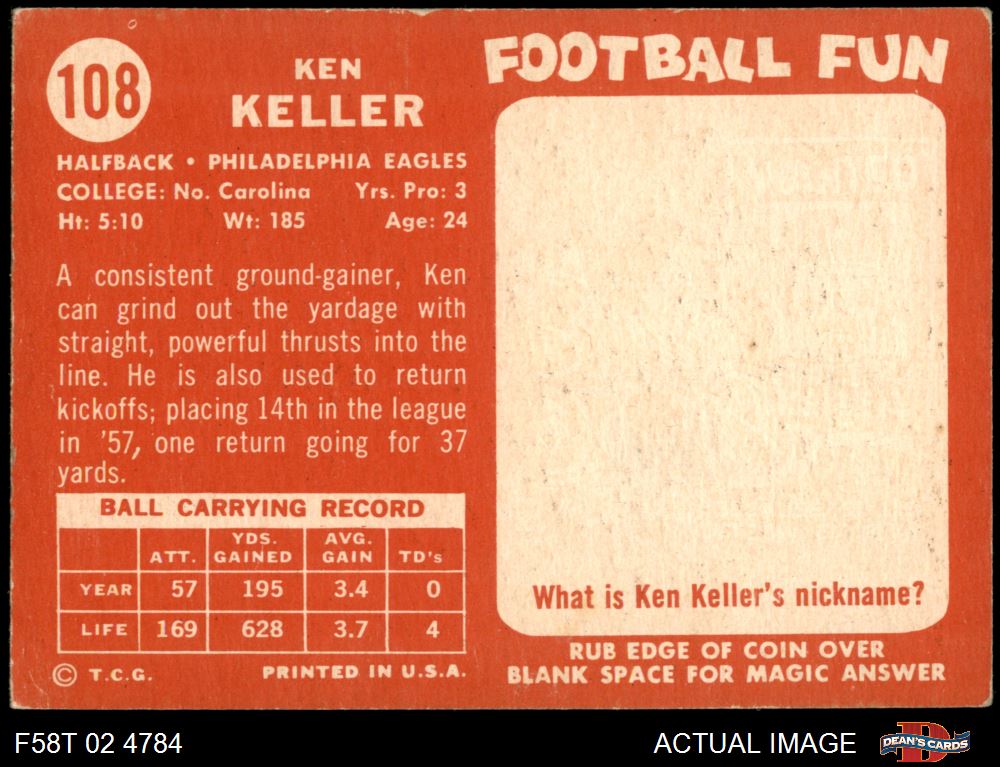 108
KEN
KELLER
HALFBACK • PHILADELPHIA EAGLES
COLLEGE: No. Carolina Yrs. Pro: 3
Ht: 5:10 Wt: 185 Age: 24
A consistent ground-gainer, Ken
can grind out the yardage with
straight, powerful thrusts into the
line. He is also used to return
kickoffs; placing 14th in the league
in '57, one return going for 37
yards.
BALL CARRYING RECORD
ATT. YDS. GAINED AVG. GAIN TD's
YEAR 57 195 3.4 0
LIFE 169 628 3.7 4
© T.C.G. PRINTED IN U.S.A.
FOOTBALL FUN
What is Ken Keller's nickname?
RUB EDGE OF COIN OVER
BLANK SPACE FOR MAGIC ANSWER
F58T 02 4784 ACTUAL IMAGE DEAN'S CARDS